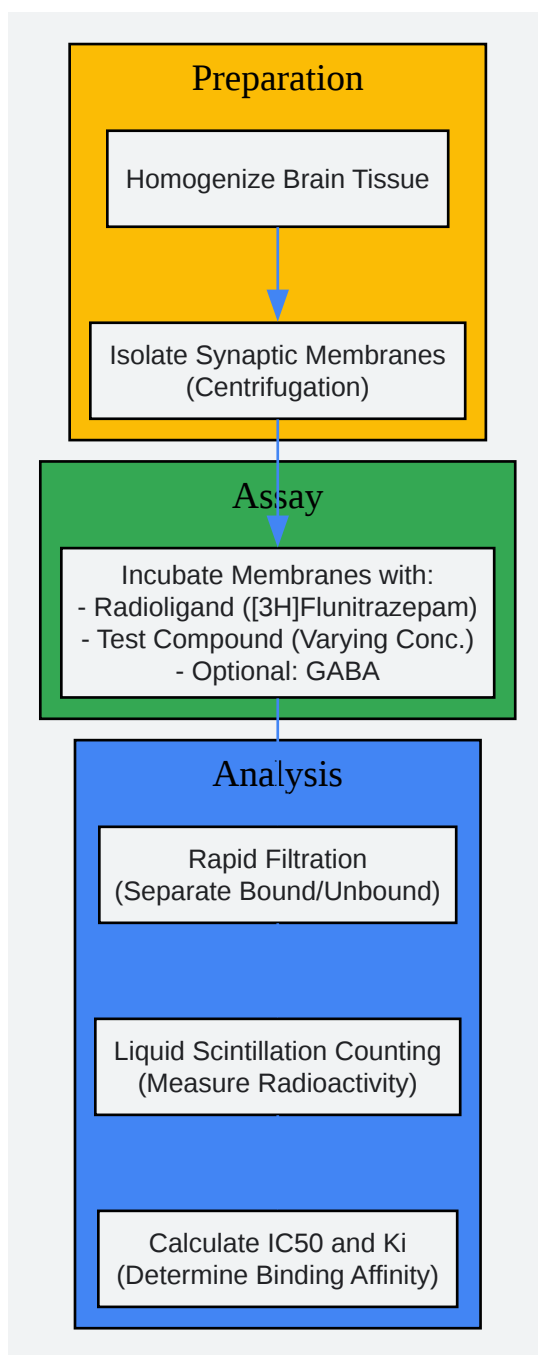 Preparation
Homogenize Brain Tissue
Isolate Synaptic Membranes
(Centrifugation)
Assay
Incubate Membranes with:
- Radioligand ([3H]Flunitrazepam)
- Test Compound (Varying Conc.)
- Optional: GABA
Analysis
Rapid Filtration
(Separate Bound/Unbound)
Liquid Scintillation Counting
(Measure Radioactivity)
Calculate IC50 and Ki
(Determine Binding Affinity)